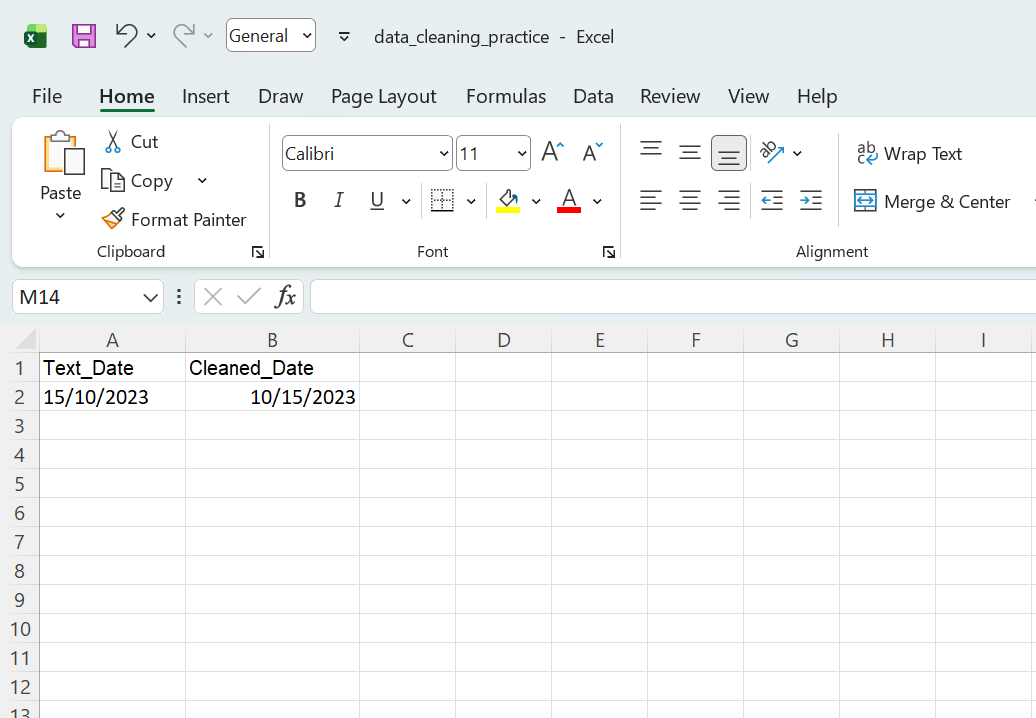 General
data_cleaning_practice - Excel
File Home Insert Draw Page Layout Formulas Data Review View Help
Paste
Cut
Copy
Format Painter
Clipboard
Calibri 11
B I U A
Font
Wrap Text
Merge & Center
Alignment
M14 fx
A B C D E F G H I
1 Text_Date Cleaned_Date
2 15/10/2023 10/15/2023
3
4
5
6
7
8
9
10
11
12
13